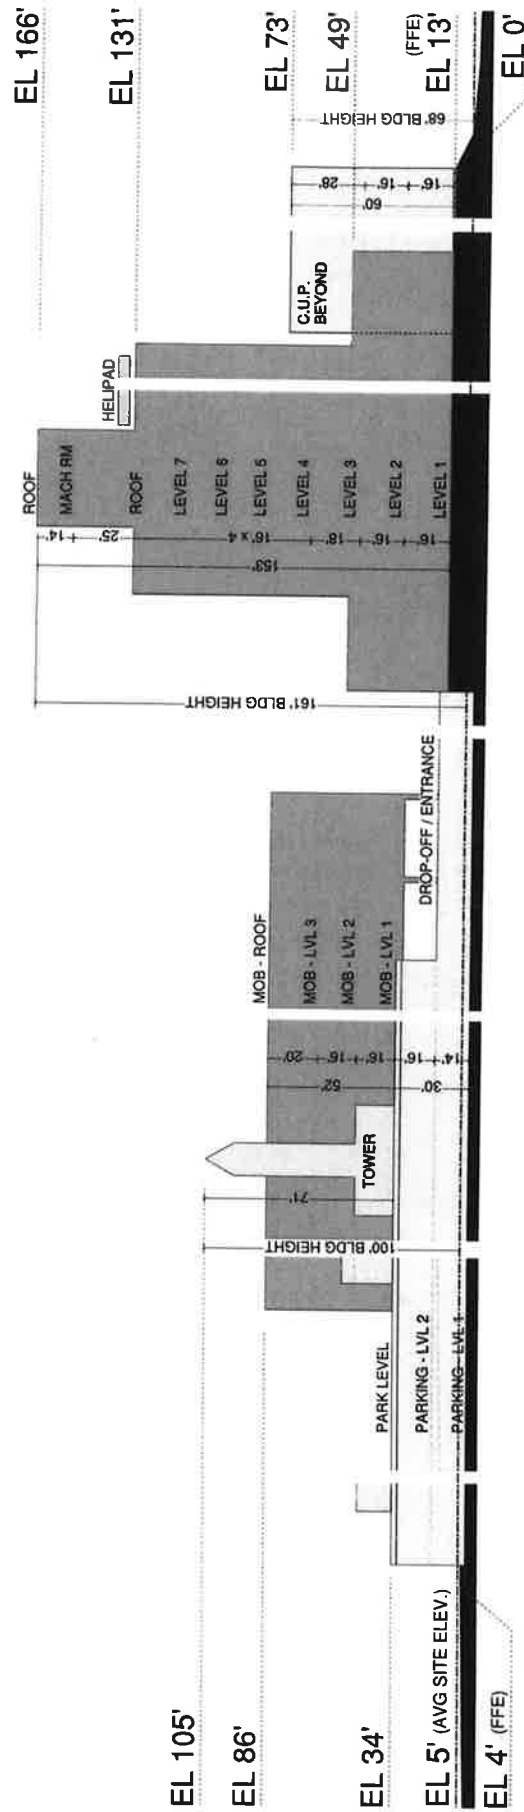 EL 105'
EL 86'
EL 34'
EL 5' (AVG SITE ELEV.)
EL 4' (FFE)
PARK LEVEL
PARKING - LVL 2
PARKING - LVL 1
100' BLDG HEIGHT
71'
TOWER
20'
16'
16'
52'
16'
14'
30'
MOB - ROOF
MOB - LVL 3
MOB - LVL 2
MOB - LVL 1
DROP-OFF / ENTRANCE
161' BLDG HEIGHT
153'
14'
25'
16' x 4
18'
16'
16'
ROOF
MACH RM
HELIPAD
ROOF
LEVEL 7
LEVEL 6
LEVEL 5
LEVEL 4
LEVEL 3
LEVEL 2
LEVEL 1
C.U.P.
BEYOND
60'
28'
16'
16'
68' BLDG HEIGHT
EL 166'
EL 131'
EL 73'
EL 49'
(FFE)
EL 13'
EL 0'